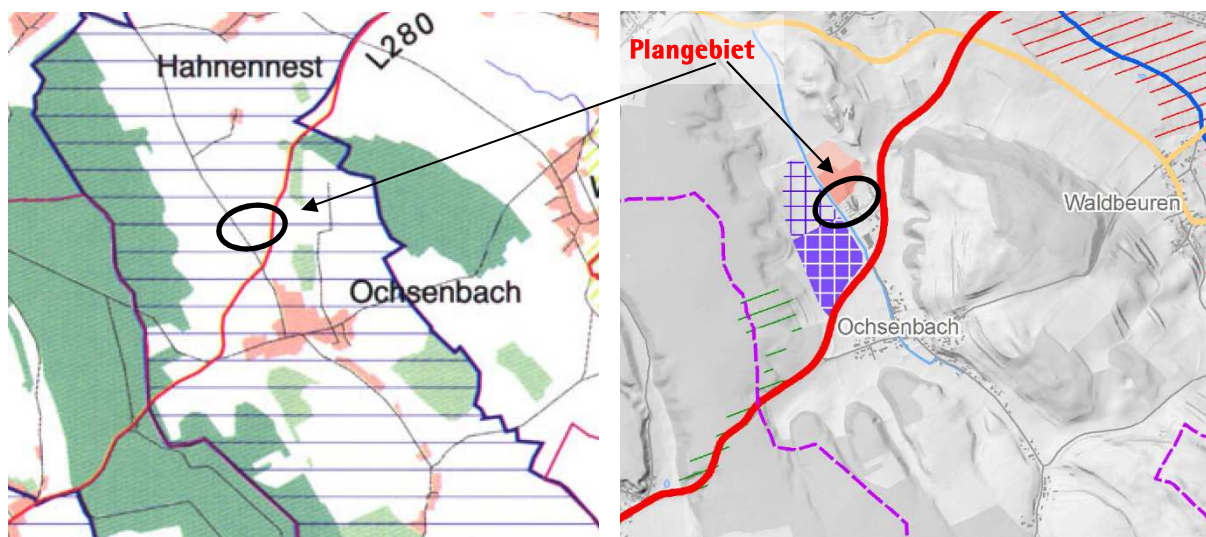 Hahnennest
L280
Ochsenbach
Plangebiet
Waldbeuren
Ochsenbach